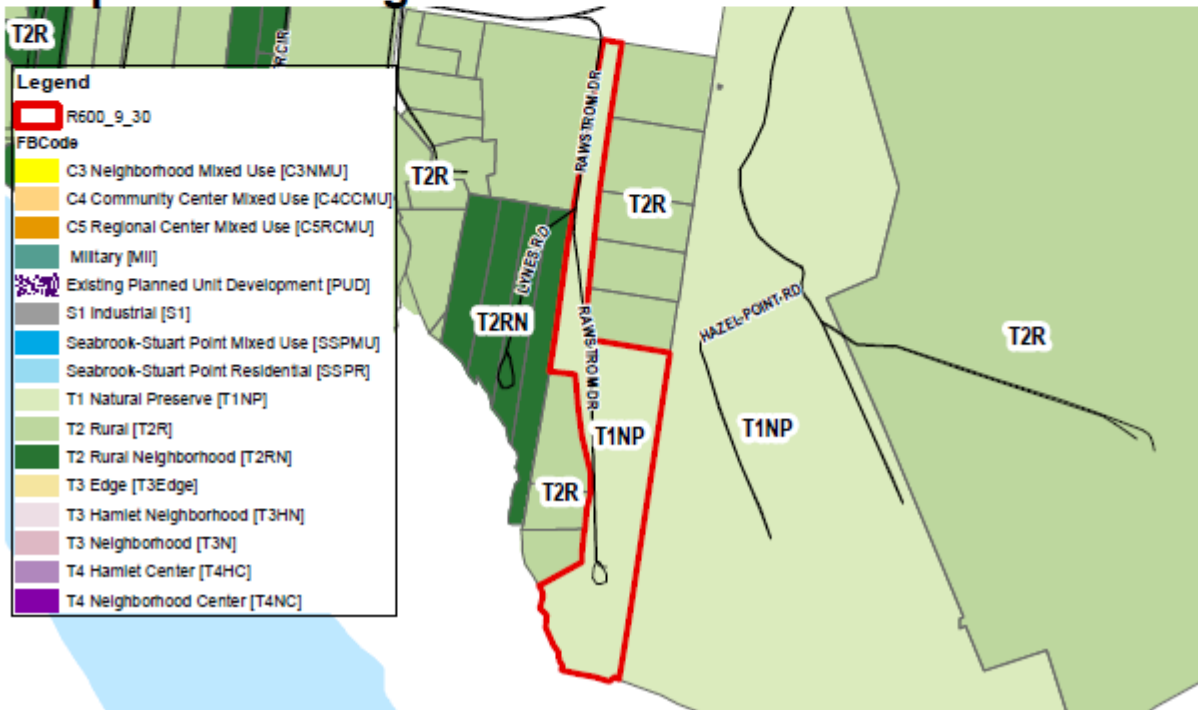 T2R
R CIR
Legend
R600_9_30
FBCode
C3 Neighborhood Mixed Use [C3NMU]
C4 Community Center Mixed Use [C4CCMU]
C5 Regional Center Mixed Use [C5RCMU]
Military [Mil]
Existing Planned Unit Development [PUD]
S1 Industrial [S1]
Seabrook-Stuart Point Mixed Use [SSPMU]
Seabrook-Stuart Point Residential [SSPR]
T1 Natural Preserve [T1NP]
T2 Rural [T2R]
T2 Rural Neighborhood [T2RN]
T3 Edge [T3Edge]
T3 Hamlet Neighborhood [T3HN]
T3 Neighborhood [T3N]
T4 Hamlet Center [T4HC]
T4 Neighborhood Center [T4NC]
RAWSTROM DR
T2R
T2R
LYNES RD
T2RN
RAWSTROM DR
HAZEL POINT RD
T2R
T1NP
T1NP
T2R